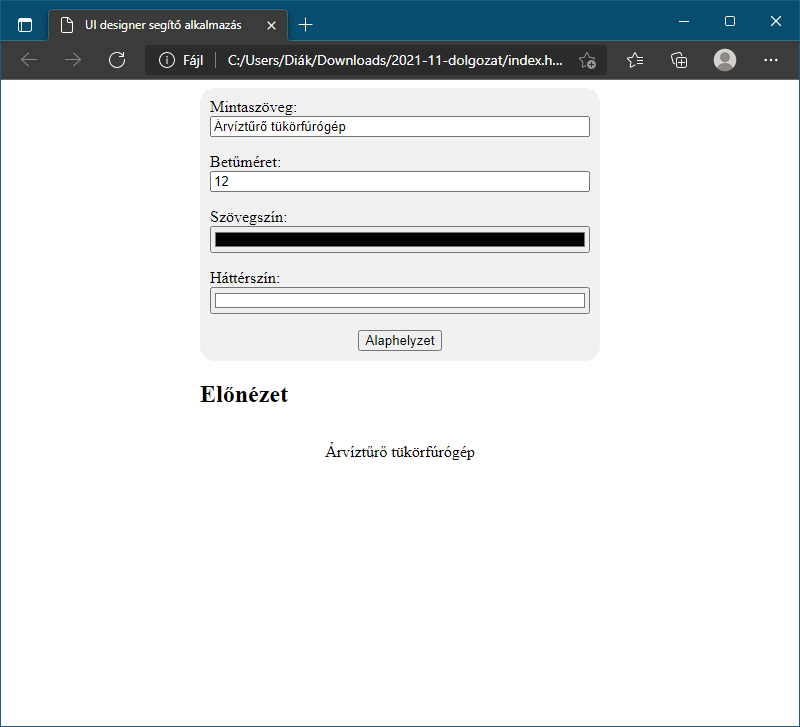 UI designer segítő alkalmazás
Fájl C:/Users/Diák/Downloads/2021-11-dolgozat/index.h...
Mintaszöveg:
Árvíztűrő tükörfúrógép
Betűméret:
12
Szövegszín:
Háttérszín:
Alaphelyzet
Előnézet
Árvíztűrő tükörfúrógép